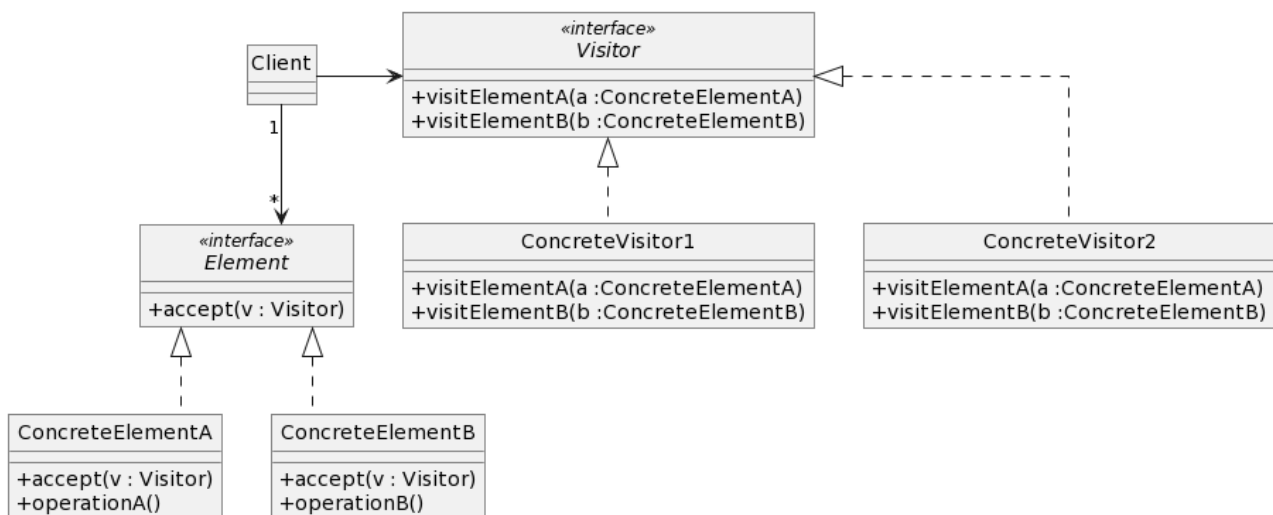 Client
«interface»
Visitor
+visitElementA(a :ConcreteElementA)
+visitElementB(b :ConcreteElementB)
1
*
«interface»
Element
+accept(v : Visitor)
ConcreteVisitor1
+visitElementA(a :ConcreteElementA)
+visitElementB(b :ConcreteElementB)
ConcreteVisitor2
+visitElementA(a :ConcreteElementA)
+visitElementB(b :ConcreteElementB)
ConcreteElementA
+accept(v : Visitor)
+operationA()
ConcreteElementB
+accept(v : Visitor)
+operationB()